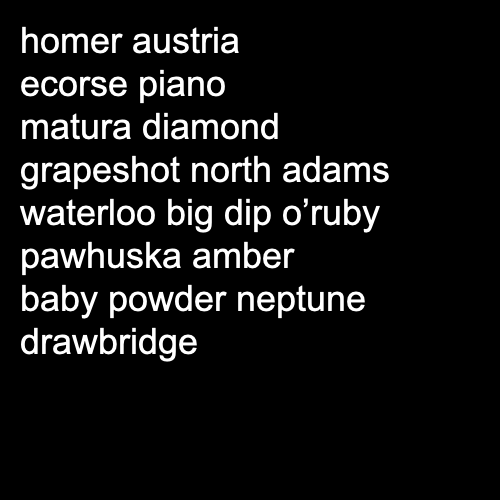 homer austria
ecorse piano
matura diamond
grapeshot north adams
waterloo big dip o’ruby
pawhuska amber
baby powder neptune
drawbridge